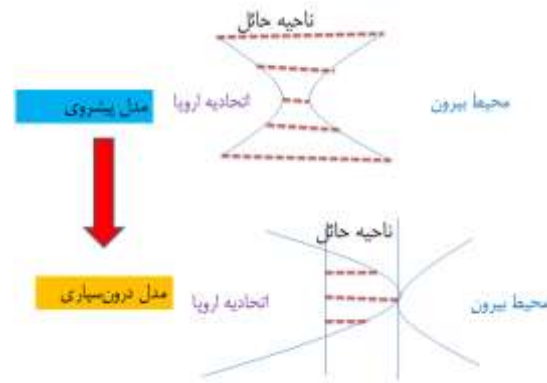 ناحیه حائل
مدل پیشروی
اتحادیه اروپا
محیط بیرون
ناحیه حائل
مدل درون‌سپاری
اتحادیه اروپا
محیط بیرون